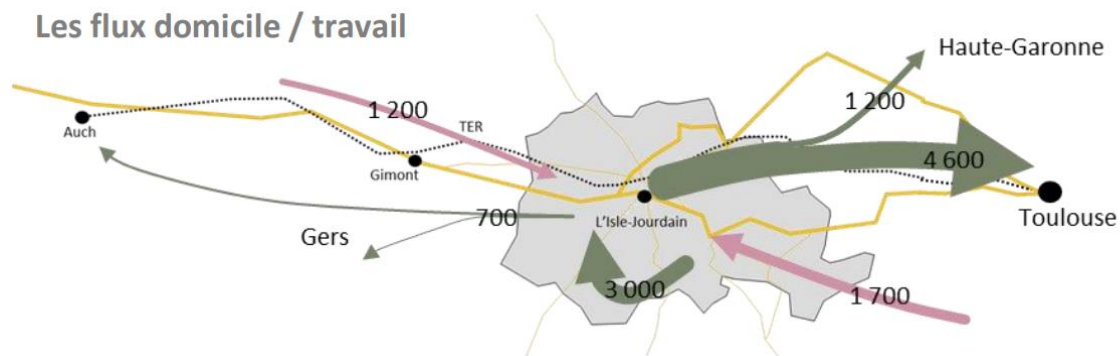 Les flux domicile / travail
Haute-Garonne
1 200
1 200
TER
Auch
Gimont
4 600
Toulouse
L'Isle-Jourdain
700
Gers
3 000
1 700